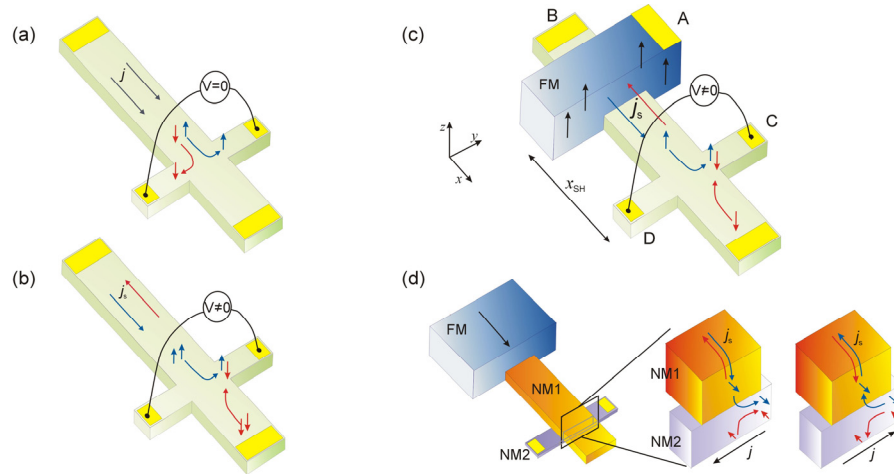 (a)
j
V=0
(b)
js
V≠0
(c)
B
A
FM
js
V≠0
C
z
y
x
xSH
D
(d)
FM
NM1
NM2
NM1
js
NM2
j
js
j